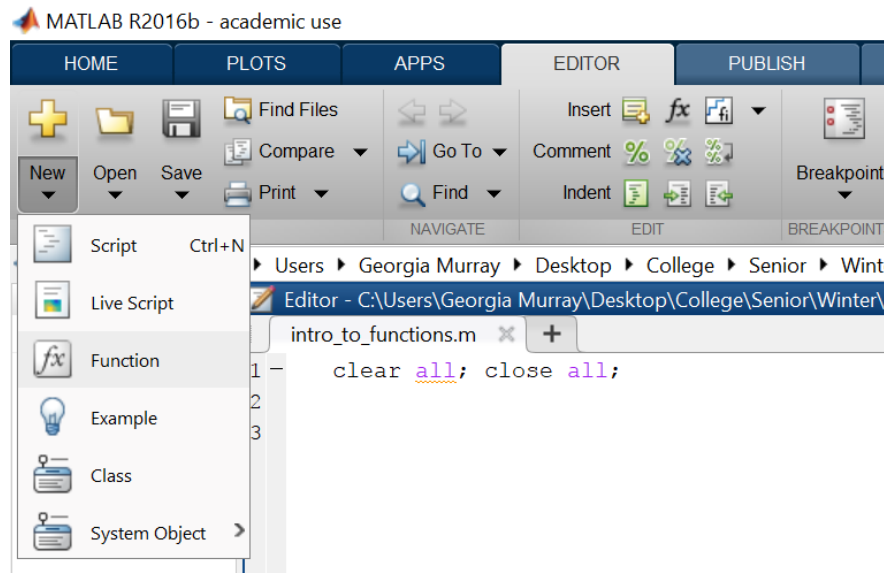 MATLAB R2016b - academic use
HOME PLOTS APPS EDITOR PUBLISH
New Open Save Find Files Compare Print
Go To Find NAVIGATE
Insert fx fi
Comment % %
Indent EDIT
Breakpoint BREAKPOINT
Script Ctrl+N
Live Script
fx Function
Example
Class
System Object
Users Georgia Murray Desktop College Senior Wint
Editor - C:\Users\Georgia Murray\Desktop\College\Senior\Winter\
intro_to_functions.m
1 clear all; close all;
2
3